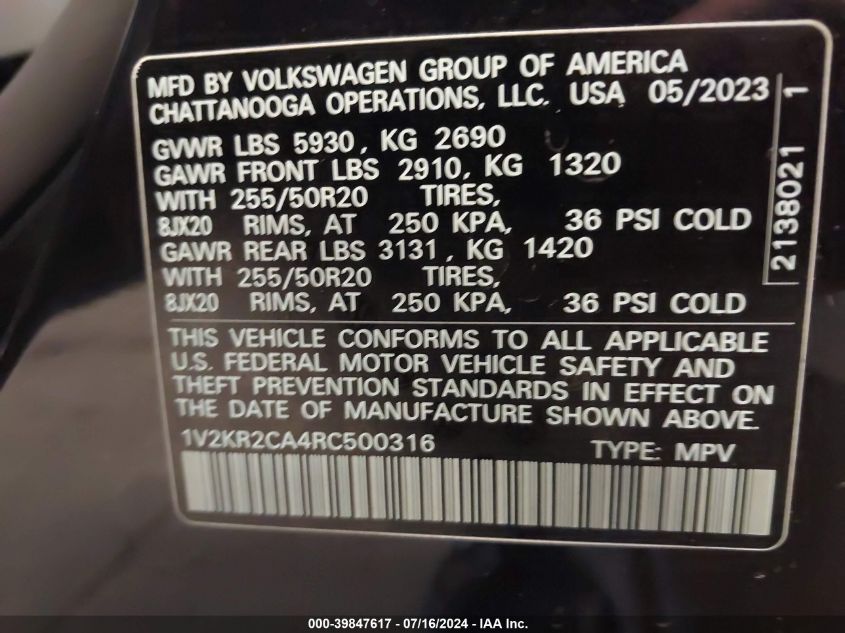 MFD BY VOLKSWAGEN GROUP OF AMERICA
CHATTANOOGA OPERATIONS, LLC. USA 05/2023
GVWR LBS 5930, KG 2690
GAWR FRONT LBS 2910, KG 1320
WITH 255/50R20 TIRES,
8JX20 RIMS, AT 250 KPA, 36 PSI COLD
GAWR REAR LBS 3131, KG 1420
WITH 255/50R20 TIRES,
8JX20 RIMS, AT 250 KPA, 36 PSI COLD
2138021 1
THIS VEHICLE CONFORMS TO ALL APPLICABLE
U.S. FEDERAL MOTOR VEHICLE SAFETY AND
THEFT PREVENTION STANDARDS IN EFFECT ON
THE DATE OF MANUFACTURE SHOWN ABOVE.
1V2KR2CA4RC500316 TYPE: MPV
000-39847617 - 07/16/2024 - IAA Inc.